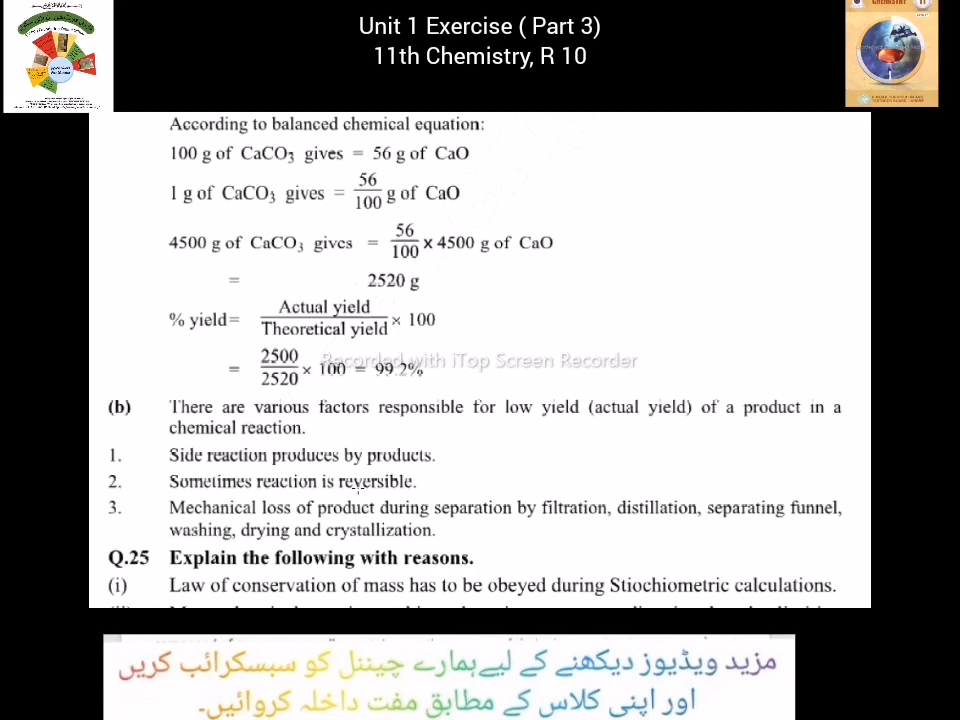 Unit 1 Exercise ( Part 3)
11th Chemistry, R 10
CHEMISTRY 11
According to balanced chemical equation:
100 g of CaCO₃ gives = 56 g of CaO
1 g of CaCO₃ gives = 56/100 g of CaO
4500 g of CaCO₃ gives = 56/100 x 4500 g of CaO
= 2520 g
% yield = Actual yield/Theoretical yield × 100
= 2500/2520 × 100 = 99.2%
Recorded with iTop Screen Recorder
(b) There are various factors responsible for low yield (actual yield) of a product in a
chemical reaction.
1. Side reaction produces by products.
2. Sometimes reaction is reversible.
3. Mechanical loss of product during separation by filtration, distillation, separating funnel,
washing, drying and crystallization.
Q.25 Explain the following with reasons.
(i) Law of conservation of mass has to be obeyed during Stiochiometric calculations.
مزید ویڈیوز دیکھنے کے لیے ہمارے چیننل کو سبسکرائب کریں
اور اپنی کلاس کے مطابق مفت داخلہ کروائیں۔